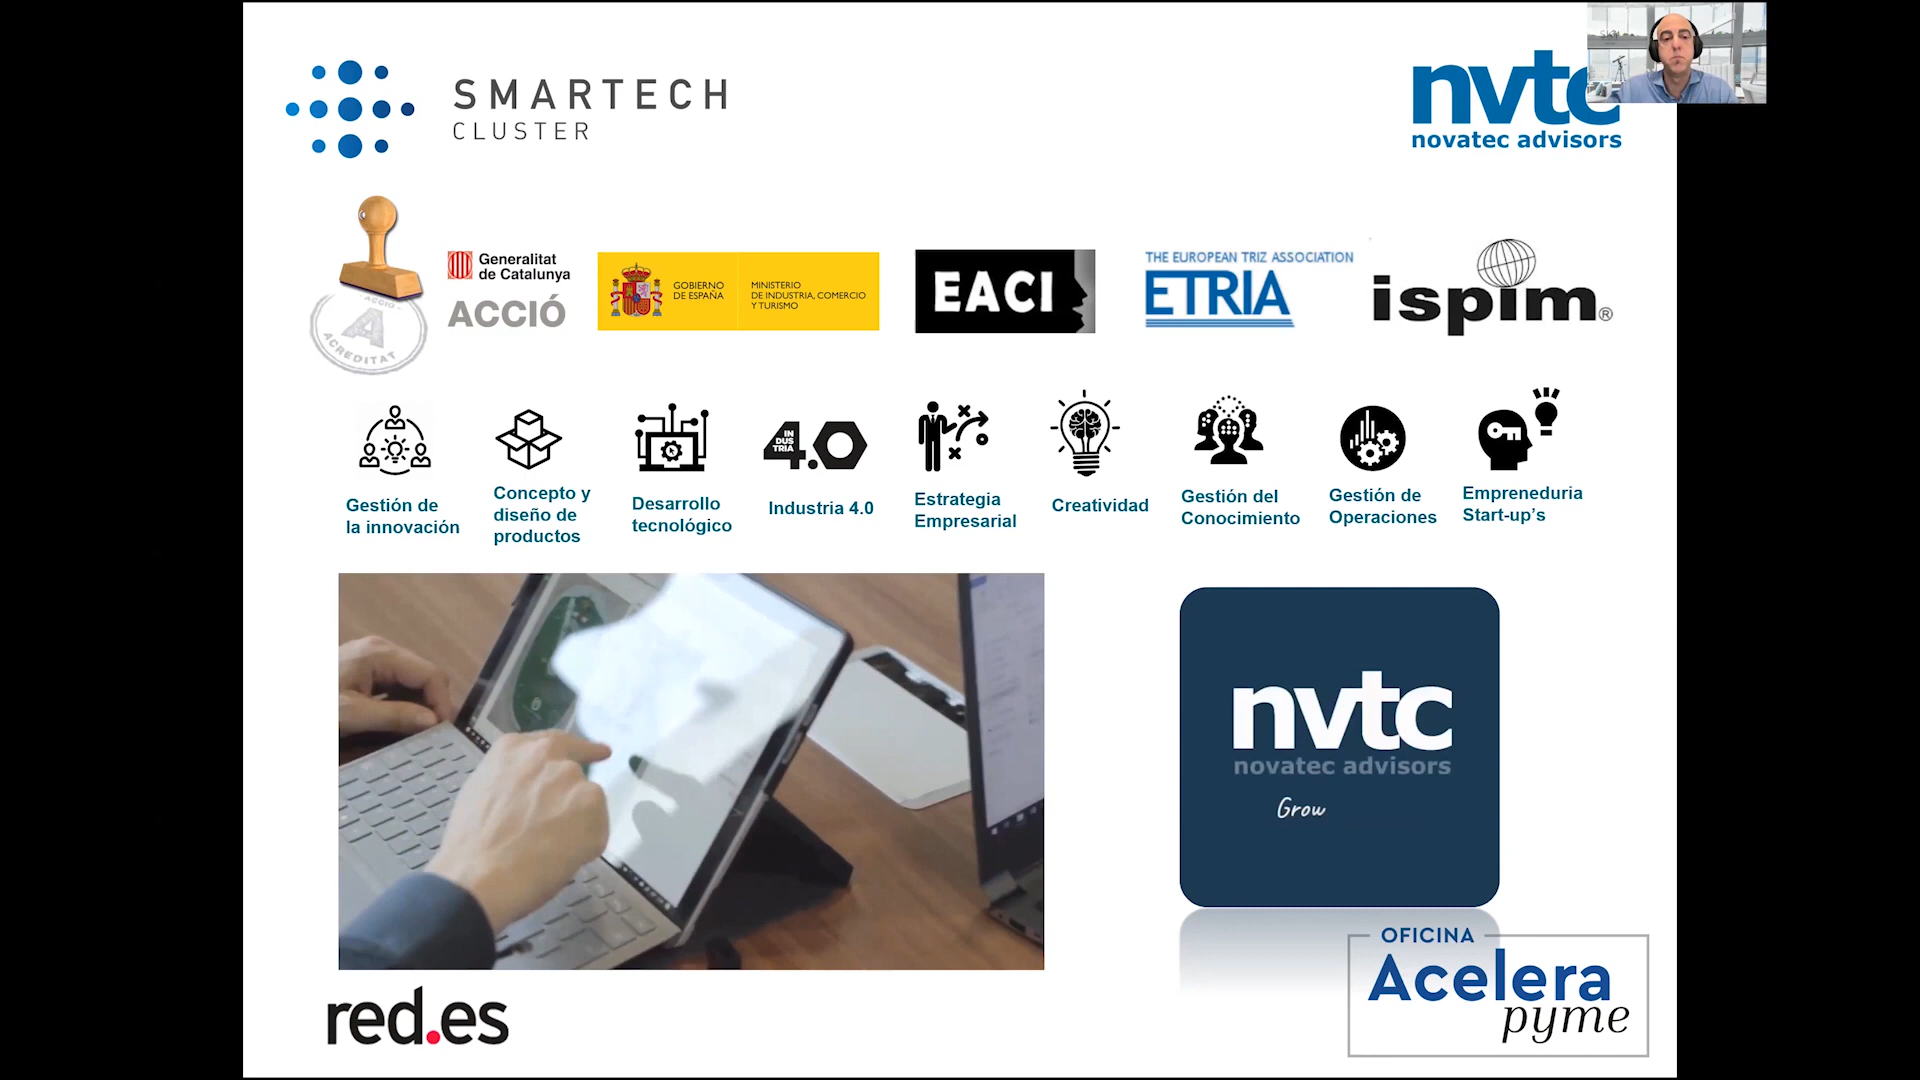 SMARTECH
CLUSTER
nvtc
novatec advisors
ACCIÓ
A
ACREDITAT
Generalitat
de Catalunya
ACCIÓ
GOBIERNO
DE ESPAÑA
MINISTERIO
DE INDUSTRIA, COMERCIO
Y TURISMO
EACI
THE EUROPEAN TRIZ ASSOCIATION
ETRIA
ispim®
Gestión de
la innovación
Concepto y
diseño de
productos
Desarrollo
tecnológico
INDUSTRIA
4.0
Industria 4.0
Estrategia
Empresarial
Creatividad
Gestión del
Conocimiento
Gestión de
Operaciones
Empreneduria
Start-up’s
nvtc
novatec advisors
Grow
red.es
OFICINA
Acelera
pyme